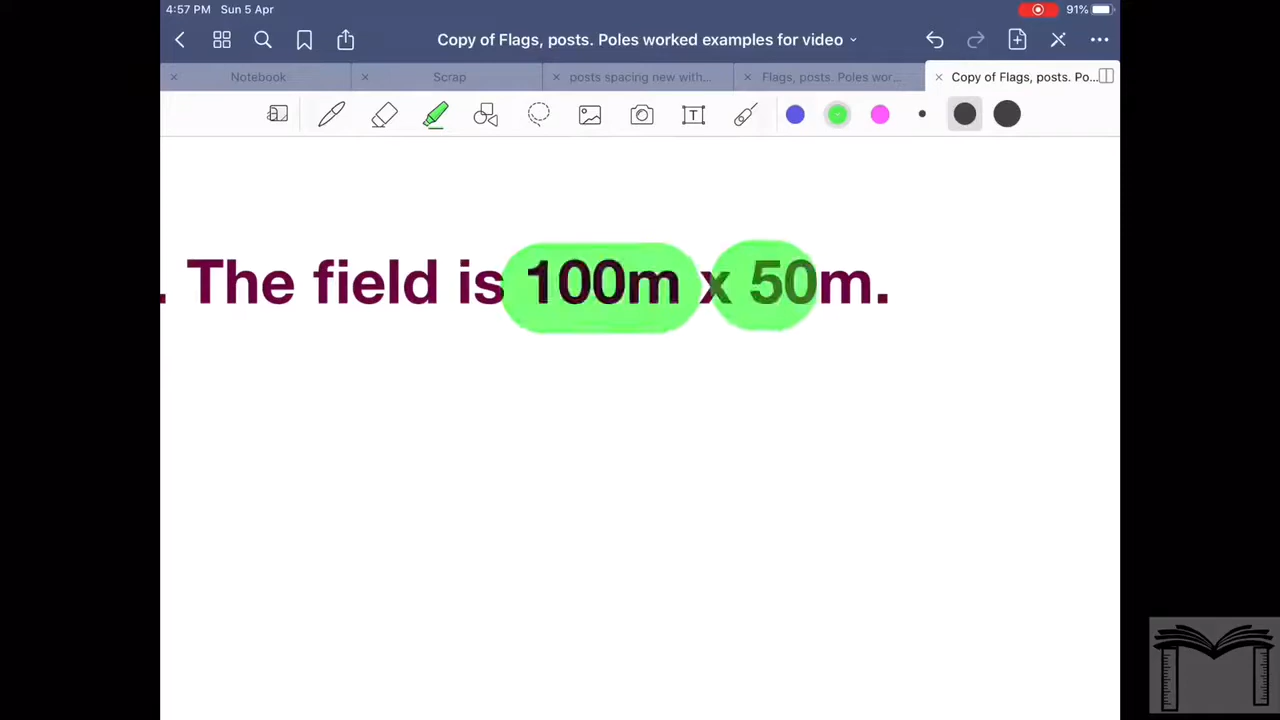 4:57 PM Sun 5 Apr 91%
Copy of Flags, posts. Poles worked examples for video
Notebook Scrap posts spacing new with... Flags, posts. Poles wor... Copy of Flags, posts. Po...
T
. The field is 100m x 50m.